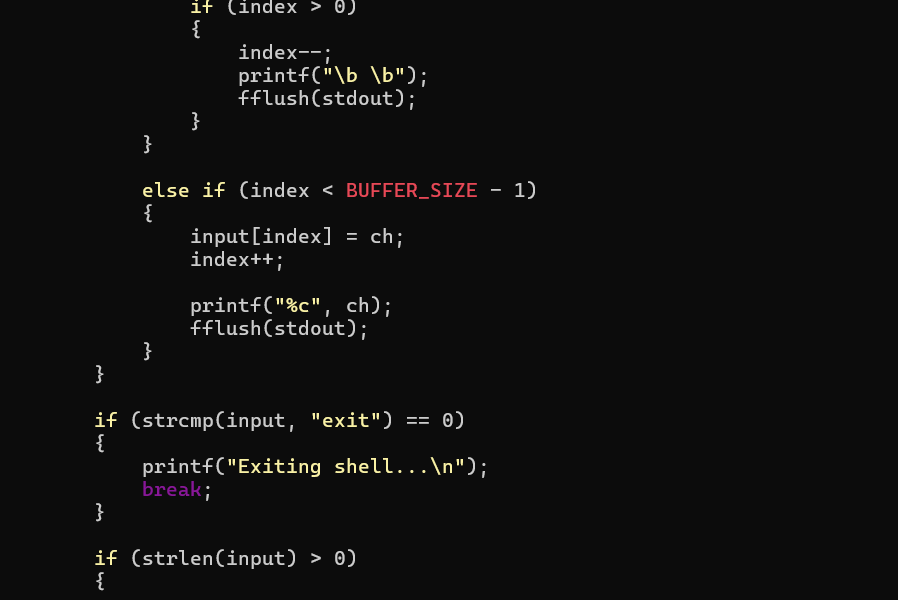 if (index > 0)
{
index--;
printf("\b \b");
fflush(stdout);
}
}
else if (index < BUFFER_SIZE - 1)
{
input[index] = ch;
index++;
printf("%c", ch);
fflush(stdout);
}
}
if (strcmp(input, "exit") == 0)
{
printf("Exiting shell...\n");
break;
}
if (strlen(input) > 0)
{